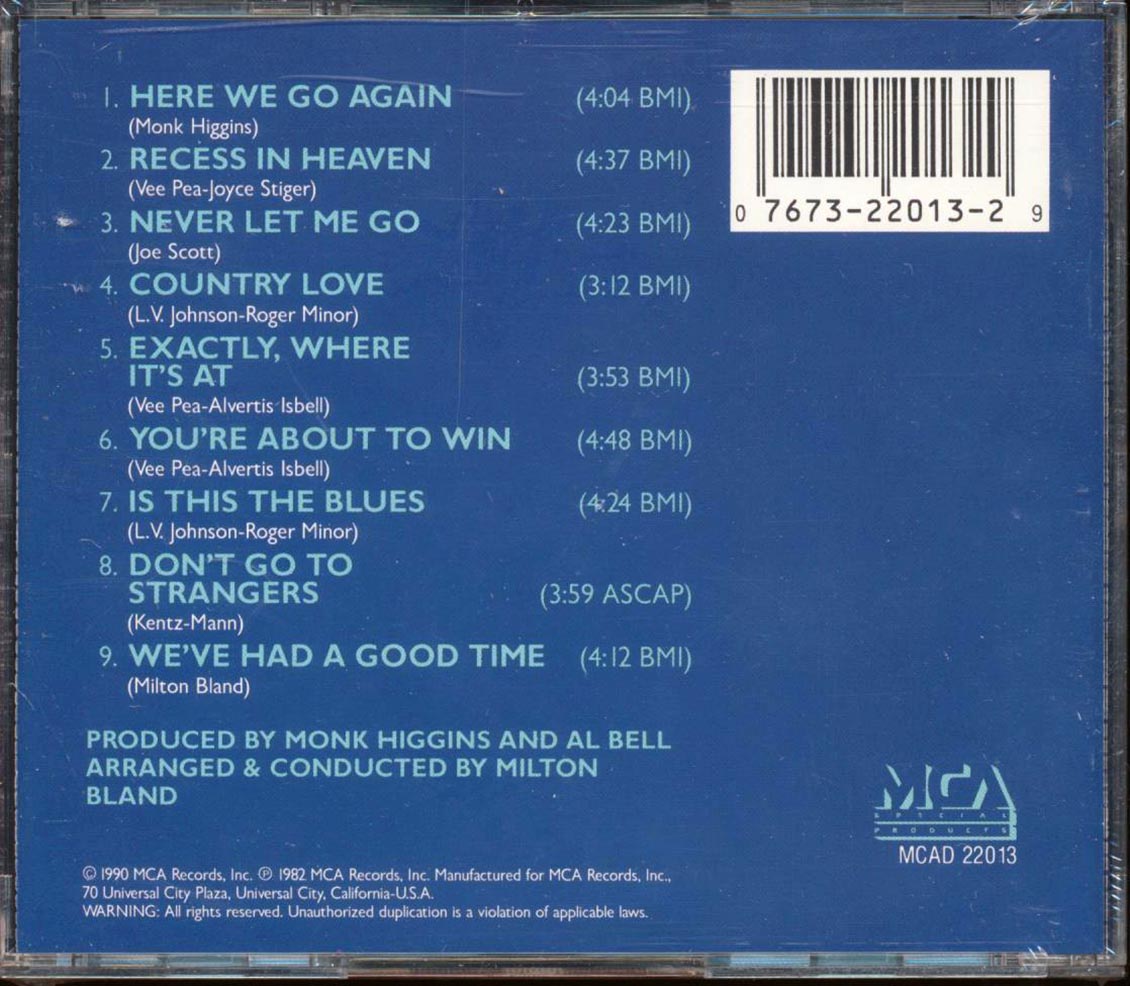 1. HERE WE GO AGAIN (4:04 BMI)
(Monk Higgins)
2. RECESS IN HEAVEN (4:37 BMI)
(Vee Pea-Joyce Stiger)
3. NEVER LET ME GO (4:23 BMI)
(Joe Scott)
4. COUNTRY LOVE (3:12 BMI)
(L.V. Johnson-Roger Minor)
5. EXACTLY, WHERE
IT'S AT (3:53 BMI)
(Vee Pea-Alvertis Isbell)
6. YOU'RE ABOUT TO WIN (4:48 BMI)
(Vee Pea-Alvertis Isbell)
7. IS THIS THE BLUES (4:24 BMI)
(L.V. Johnson-Roger Minor)
8. DON'T GO TO
STRANGERS (3:59 ASCAP)
(Kentz-Mann)
9. WE'VE HAD A GOOD TIME (4:12 BMI)
(Milton Bland)
PRODUCED BY MONK HIGGINS AND AL BELL
ARRANGED & CONDUCTED BY MILTON
BLAND
© 1990 MCA Records, Inc. ℗ 1982 MCA Records, Inc. Manufactured for MCA Records, Inc.,
70 Universal City Plaza, Universal City, California-U.S.A.
WARNING: All rights reserved. Unauthorized duplication is a violation of applicable laws.
0 7673-22013-2 9
MCA
SPECIAL
PRODUCTS
MCAD 22013